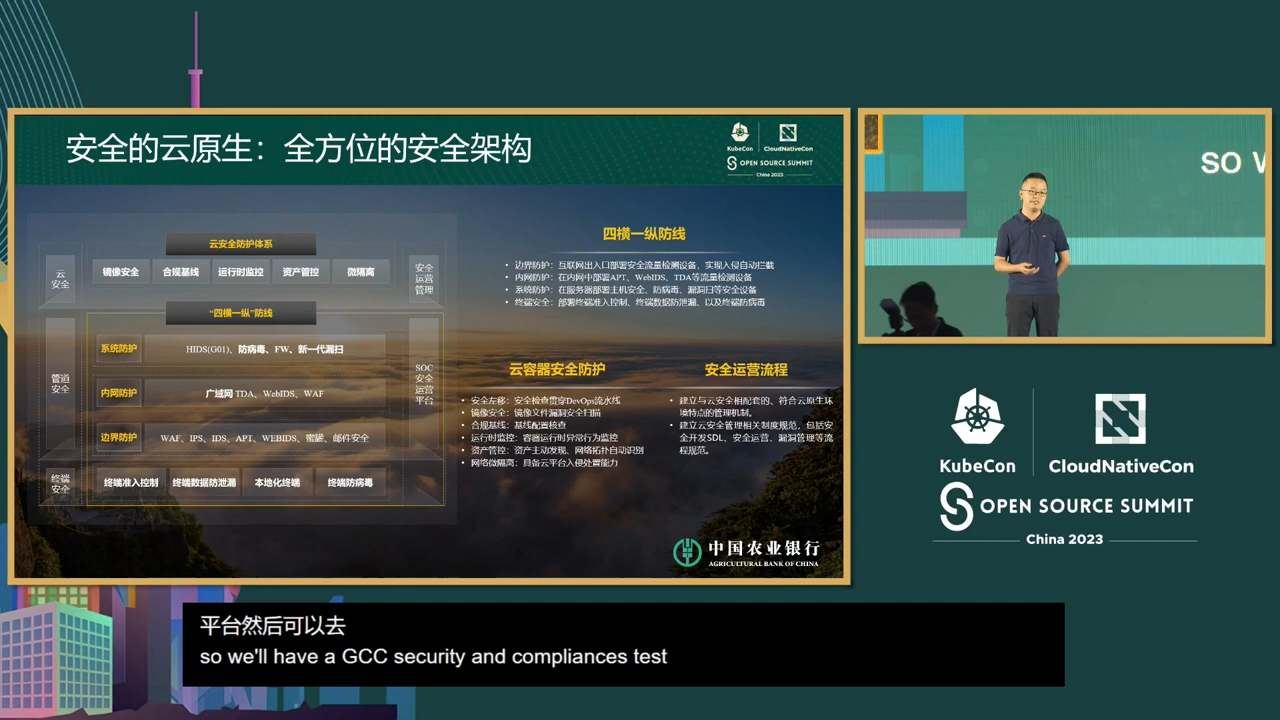 安全的云原生：全方位的安全架构
KubeCon
CloudNativeCon
OPEN SOURCE SUMMIT
China 2023
云安全防护体系
云安全
镜像安全 合规基线 运行时监控 资产管控 微隔离
安全运营管理
“四横一纵”防线
管道安全
系统防护
HIDS(G01)、防病毒、FW、新一代漏扫
内网防护
广域网 TDA、WebIDS、WAF
边界防护
WAF、IPS、IDS、APT、WEBIDS、蜜罐、邮件安全
SOC安全运营平台
终端安全
终端准入控制 终端数据防泄漏 本地化终端 终端防病毒
四横一纵防线
• 边界防护：互联网出入口部署安全流量检测设备，实现入侵自动拦截
• 内网防护：在内网中部署APT、WebIDS、TDA等流量检测设备
• 系统防护：在服务器部署主机安全、防病毒、漏洞扫等安全设备
• 终端安全：部署终端准入控制、终端数据防泄漏、以及终端防病毒
云容器安全防护
• 安全左移：安全检查贯穿DevOps流水线
• 镜像安全：镜像文件漏洞安全扫描
• 合规基线：基线配置核查
• 运行时监控：容器运行时异常行为监控
• 资产管控：资产主动发现、网络拓扑自动识别
• 网络微隔离：具备云平台入侵处置能力
安全运营流程
• 建立与云安全相配套的、符合云原生环
境特点的管理机制。
• 建立云安全管理相关制度规范，包括安
全开发SDL、安全运营、漏洞管理等流
程规范。
中国农业银行
AGRICULTURAL BANK OF CHINA
SO
KubeCon
CloudNativeCon
OPEN SOURCE SUMMIT
China 2023
平台然后可以去
so we'll have a GCC security and compliances test